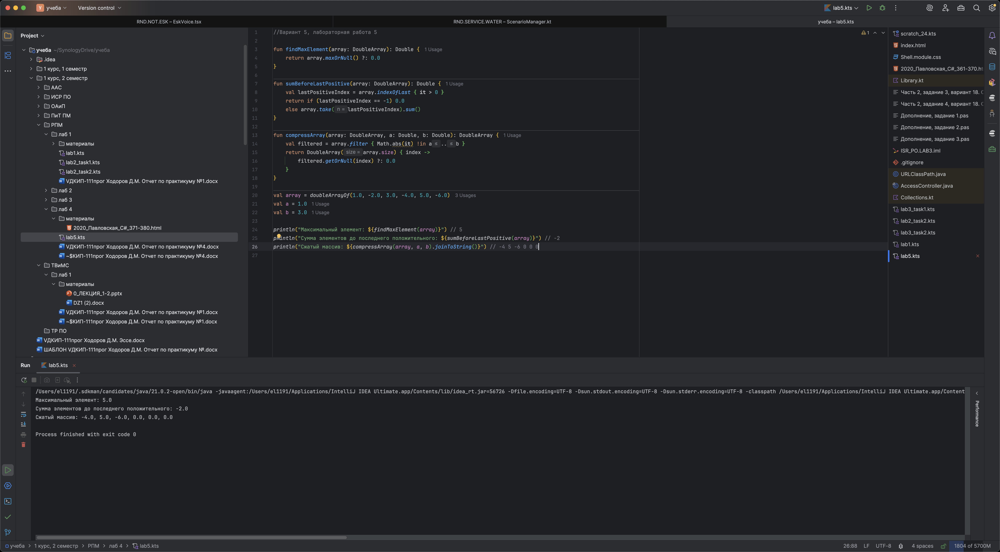 У учеба Version control lab5.kts
RND.NOT.ESK – EskVoice.tsx RND.SERVICE.WATER – ScenarioManager.kt учеба – lab5.kts
Project
учеба ~/SynologyDrive/учеба
.idea
1 курс, 1 семестр
1 курс, 2 семестр
ААС
ИСР ПО
ОАиП
ПиТ ПМ
РПМ
лаб 1
материалы
lab1.kts
lab2_task1.kts
lab2_task2.kts
VДКИП-111прог Ходоров Д.М. Отчет по практикуму №1.docx
лаб 2
лаб 3
лаб 4
материалы
2020_Павловская_C#_371-380.html
lab5.kts
VДКИП-111прог Ходоров Д.М. Отчет по практикуму №4.docx
~$КИП-111прог Ходоров Д.М. Отчет по практикуму №4.docx
ТВиМС
лаб 1
материалы
0_ЛЕКЦИЯ_1-2.pptx
DZ1 (2).docx
VДКИП-111прог Ходоров Д.М. Отчет по практикуму №1.docx
~$КИП-111прог Ходоров Д.М. Отчет по практикуму №1.docx
ТР ПО
VДКИП-111прог Ходоров Д.М. Эссе.docx
ШАБЛОН VДКИП-111прог Ходоров Д.М. Отчет по практикуму №.docx
1 //Вариант 5, лабораторная работа 5
2
3 fun findMaxElement(array: DoubleArray): Double { 1 Usage
4 return array.maxOrNull() ?: 0.0
5 }
6
7 fun sumBeforeLastPositive(array: DoubleArray): Double { 1 Usage
8 val lastPositiveIndex = array.indexOfLast { it > 0 }
9 return if (lastPositiveIndex == -1) 0.0
10 else array.take( n = lastPositiveIndex).sum()
11 }
12
13 fun compressArray(array: DoubleArray, a: Double, b: Double): DoubleArray { 1 Usage
14 val filtered = array.filter { Math.abs(it) !in a ≤ .. ≤ b }
15 return DoubleArray( size = array.size) { index ->
16 filtered.getOrNull(index) ?: 0.0
17 }
18 }
19
20 val array = doubleArrayOf(1.0, -2.0, 3.0, -4.0, 5.0, -6.0) 3 Usages
21 val a = 1.0 1 Usage
22 val b = 3.0 1 Usage
23
24 println("Максимальный элемент: ${findMaxElement(array)}") // 5
25 println("Сумма элементов до последнего положительного: ${sumBeforeLastPositive(array)}") // -2
26 println("Сжатый массив: ${compressArray(array, a, b).joinToString()}") // -4 5 -6 0 0 0
27
1
scratch_24.kts
index.html
Shell.module.css
2020_Павловская_C#_361-370.ht
Library.kt
Часть 2, задание 3, вариант 18. С
Часть 2, задание 4, вариант 18. С
Дополнение, задание 1.pas
Дополнение, задание 2.pas
Дополнение, задание 3.pas
ISR_PO.LAB3.iml
.gitignore
URLClassPath.java
AccessController.java
Collections.kt
lab3_task1.kts
lab2_task2.kts
lab3_task2.kts
lab1.kts
lab5.kts
Run lab5.kts
/Users/el1191/.sdkman/candidates/java/21.0.2-open/bin/java -javaagent:/Users/el1191/Applications/IntelliJ IDEA Ultimate.app/Contents/lib/idea_rt.jar=56726 -Dfile.encoding=UTF-8 -Dsun.stdout.encoding=UTF-8 -Dsun.stderr.encoding=UTF-8 -classpath /Users/el1191/Applications/IntelliJ IDEA Ultimate.app/Content
Максимальный элемент: 5.0
Сумма элементов до последнего положительного: -2.0
Сжатый массив: -4.0, 5.0, -6.0, 0.0, 0.0, 0.0
Process finished with exit code 0
Performance
учеба > 1 курс, 2 семестр > РПМ > лаб 4 > lab5.kts 26:88 LF UTF-8 4 spaces 1804 of 5700M